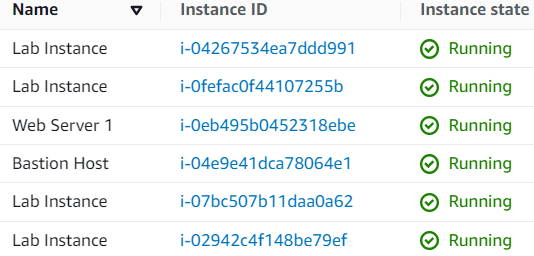 Name Instance ID Instance state
Lab Instance i-04267534ea7ddd991 Running
Lab Instance i-0fefac0f44107255b Running
Web Server 1 i-0eb495b0452318ebe Running
Bastion Host i-04e9e41dca78064e1 Running
Lab Instance i-07bc507b11daa0a62 Running
Lab Instance i-02942c4f148be79ef Running